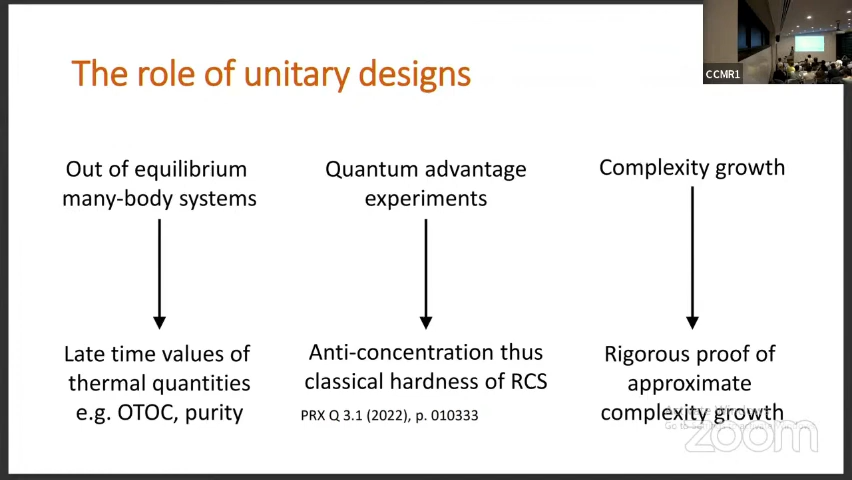 The role of unitary designs
CCMR1
Out of equilibrium
many-body systems
Quantum advantage
experiments
Complexity growth
Late time values of
thermal quantities
e.g. OTOC, purity
Anti-concentration thus
classical hardness of RCS
PRX Q 3.1 (2022), p. 010333
Rigorous proof of
approximate
complexity growth
zoom